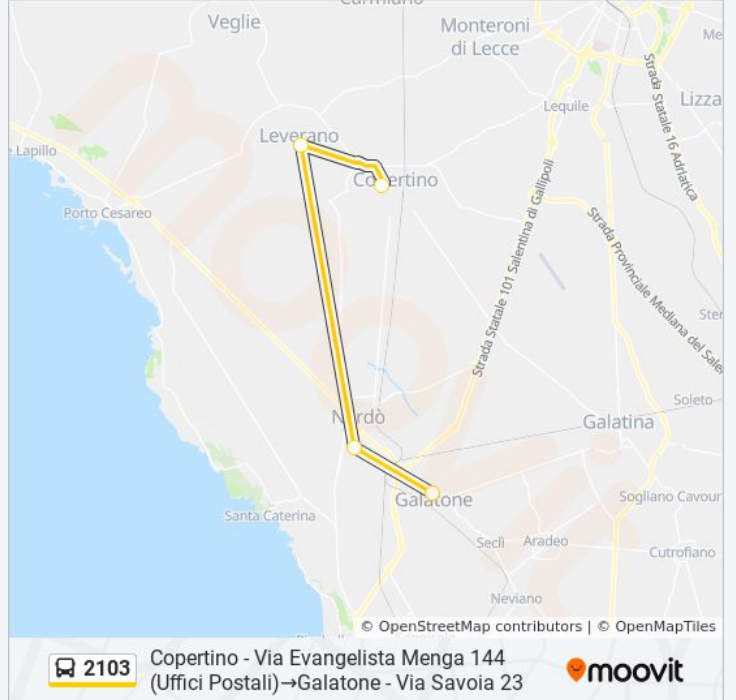 Carmiano
Veglie
Monteroni
di Lecce
Me
Lequile
Lizza
Strada Statale 16 Adriatica
Leverano
e Lapillo
Copertino
Porto Cesareo
Strada Statale 101 Salentina di Gallipoli
Strada Provinciale Mediana del Sale
Ster
Soleto
Nardò
Galatina
Galatone
Sogliano Cavour
Santa Caterina
Seclì
Aradeo
Cutrofiano
Neviano
© OpenStreetMap contributors | © OpenMapTiles
2103
Copertino - Via Evangelista Menga 144
(Uffici Postali)→Galatone - Via Savoia 23
moovit